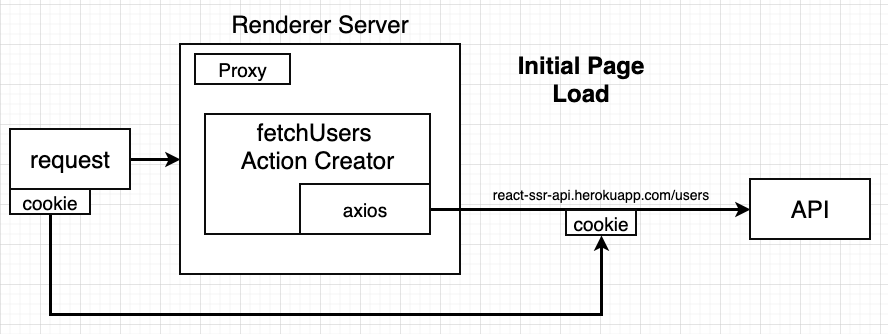 Renderer Server
Proxy
Initial Page
Load
fetchUsers
Action Creator
request
cookie
axios
react-ssr-api.herokuapp.com/users
cookie
API